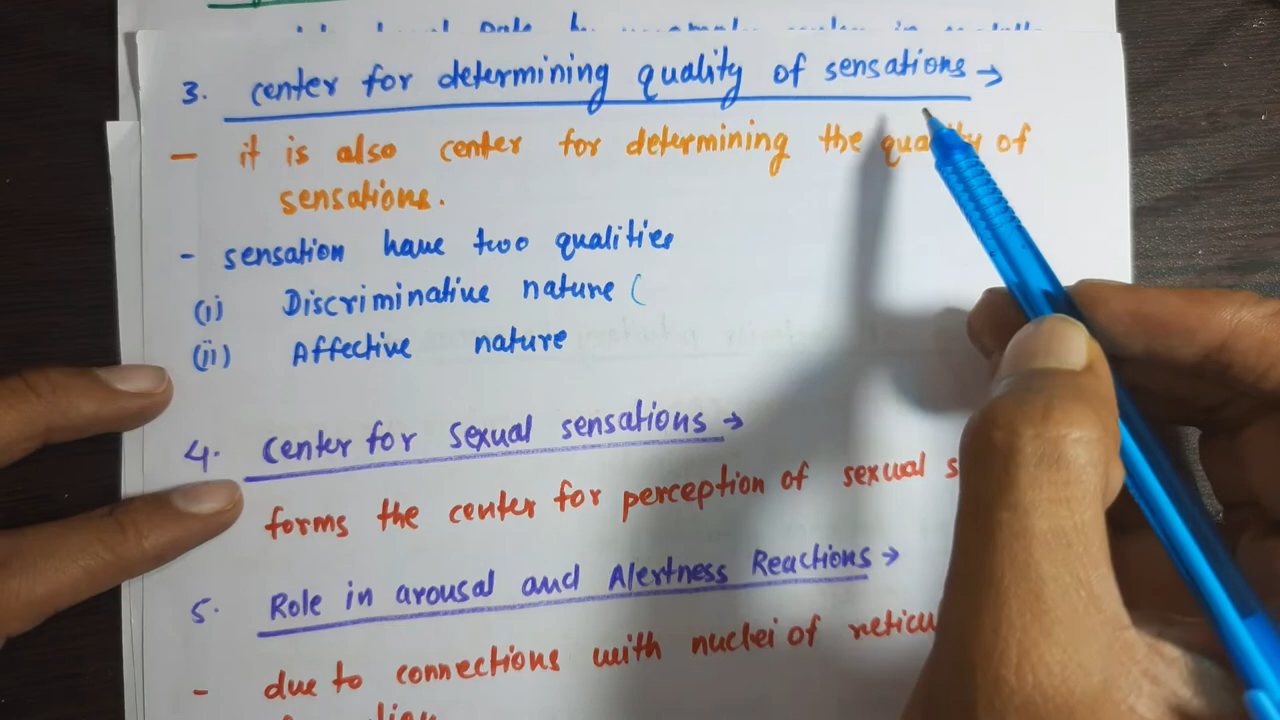 3. center for determining quality of sensations →
– it is also center for determining the quality of
sensations.
- sensation have two qualities
(i) Discriminative nature (
(ii) Affective nature
4. Center for sexual sensations →
forms the center for perception of sexual s
5. Role in arousal and Alertness Reactions →
- due to connections with nuclei of reticu